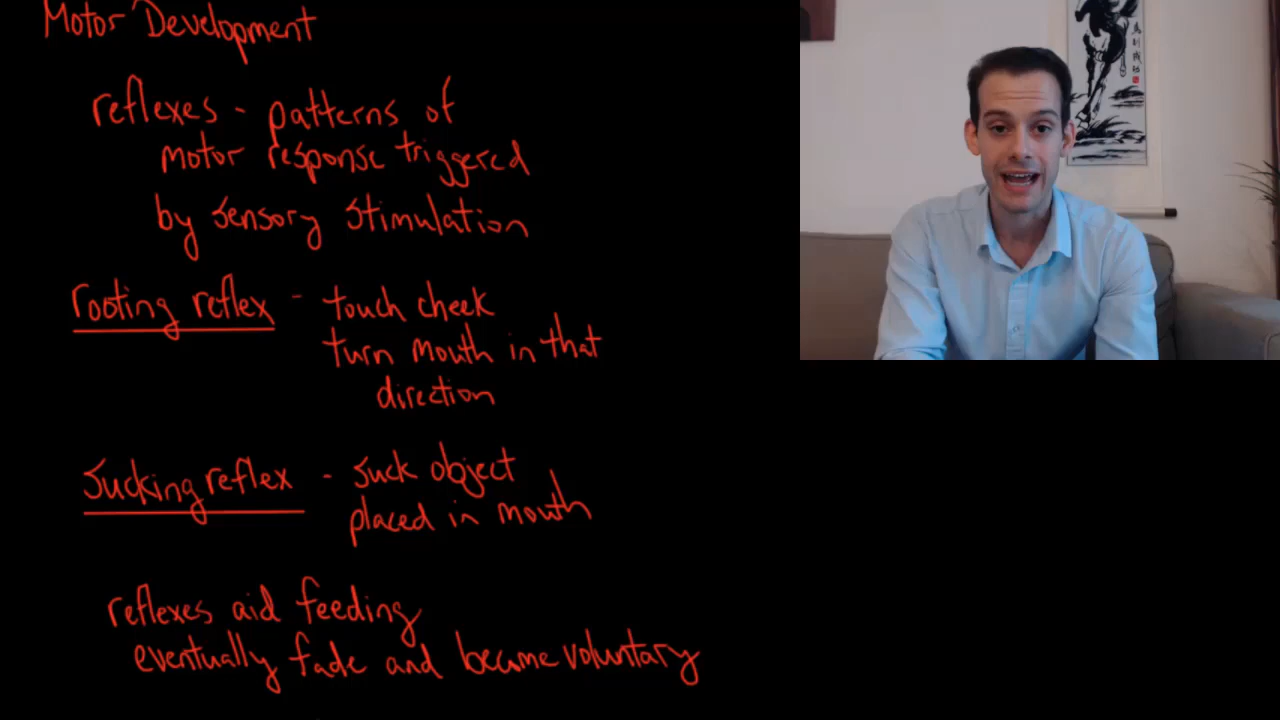 Motor Development
reflexes - patterns of
motor response triggered
by sensory stimulation
rooting reflex - touch cheek
turn mouth in that
direction
sucking reflex - suck object
placed in mouth
reflexes aid feeding
eventually fade and become voluntary